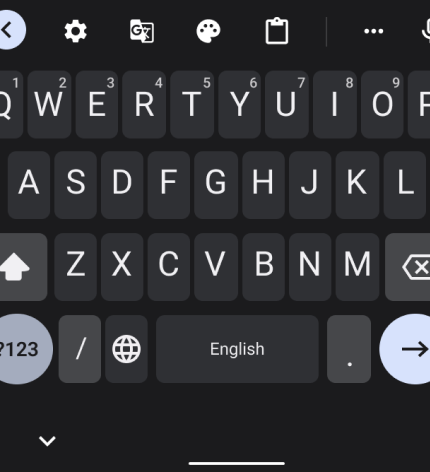 Q 1 W 2 E 3 R 4 T 5 Y 6 U 7 I 8 O 9 P
A S D F G H J K L
Z X C V B N M
?123 / English .